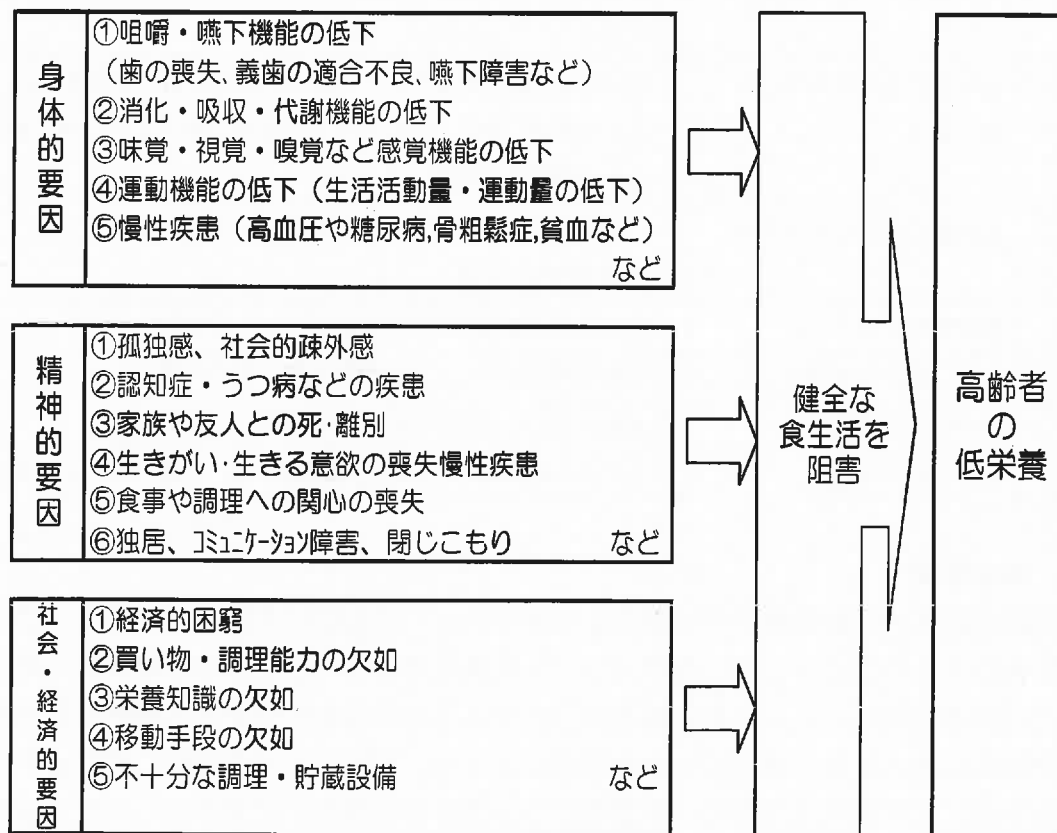 身体的要因
①咀嚼・嚥下機能の低下
（歯の喪失、義歯の適合不良、嚥下障害など）
②消化・吸収・代謝機能の低下
③味覚・視覚・嗅覚など感覚機能の低下
④運動機能の低下（生活活動量・運動量の低下）
⑤慢性疾患（高血圧や糖尿病,骨粗鬆症,貧血など）
など
精神的要因
①孤独感、社会的疎外感
②認知症・うつ病などの疾患
③家族や友人との死・離別
④生きがい・生きる意欲の喪失慢性疾患
⑤食事や調理への関心の喪失
⑥独居、コミュニケーション障害、閉じこもり など
社会・経済的要因
①経済的困窮
②買い物・調理能力の欠如
③栄養知識の欠如
④移動手段の欠如
⑤不十分な調理・貯蔵設備 など
健全な
食生活を
阻害
高齢者
の
低栄養